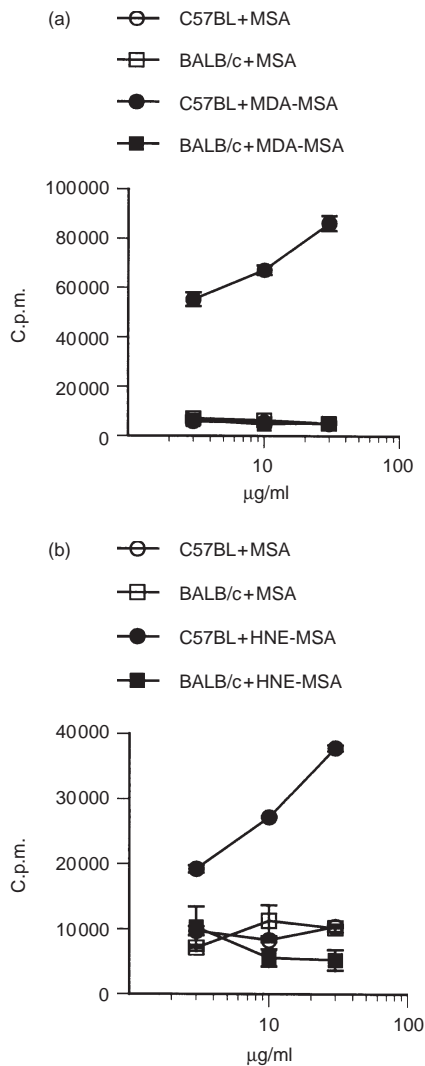 (a)
C57BL+MSA
BALB/c+MSA
C57BL+MDA-MSA
BALB/c+MDA-MSA
100000
80000
60000
40000
20000
0
C.p.m.
10
100
µg/ml
(b)
C57BL+MSA
BALB/c+MSA
C57BL+HNE-MSA
BALB/c+HNE-MSA
40000
30000
20000
10000
0
C.p.m.
10
100
µg/ml